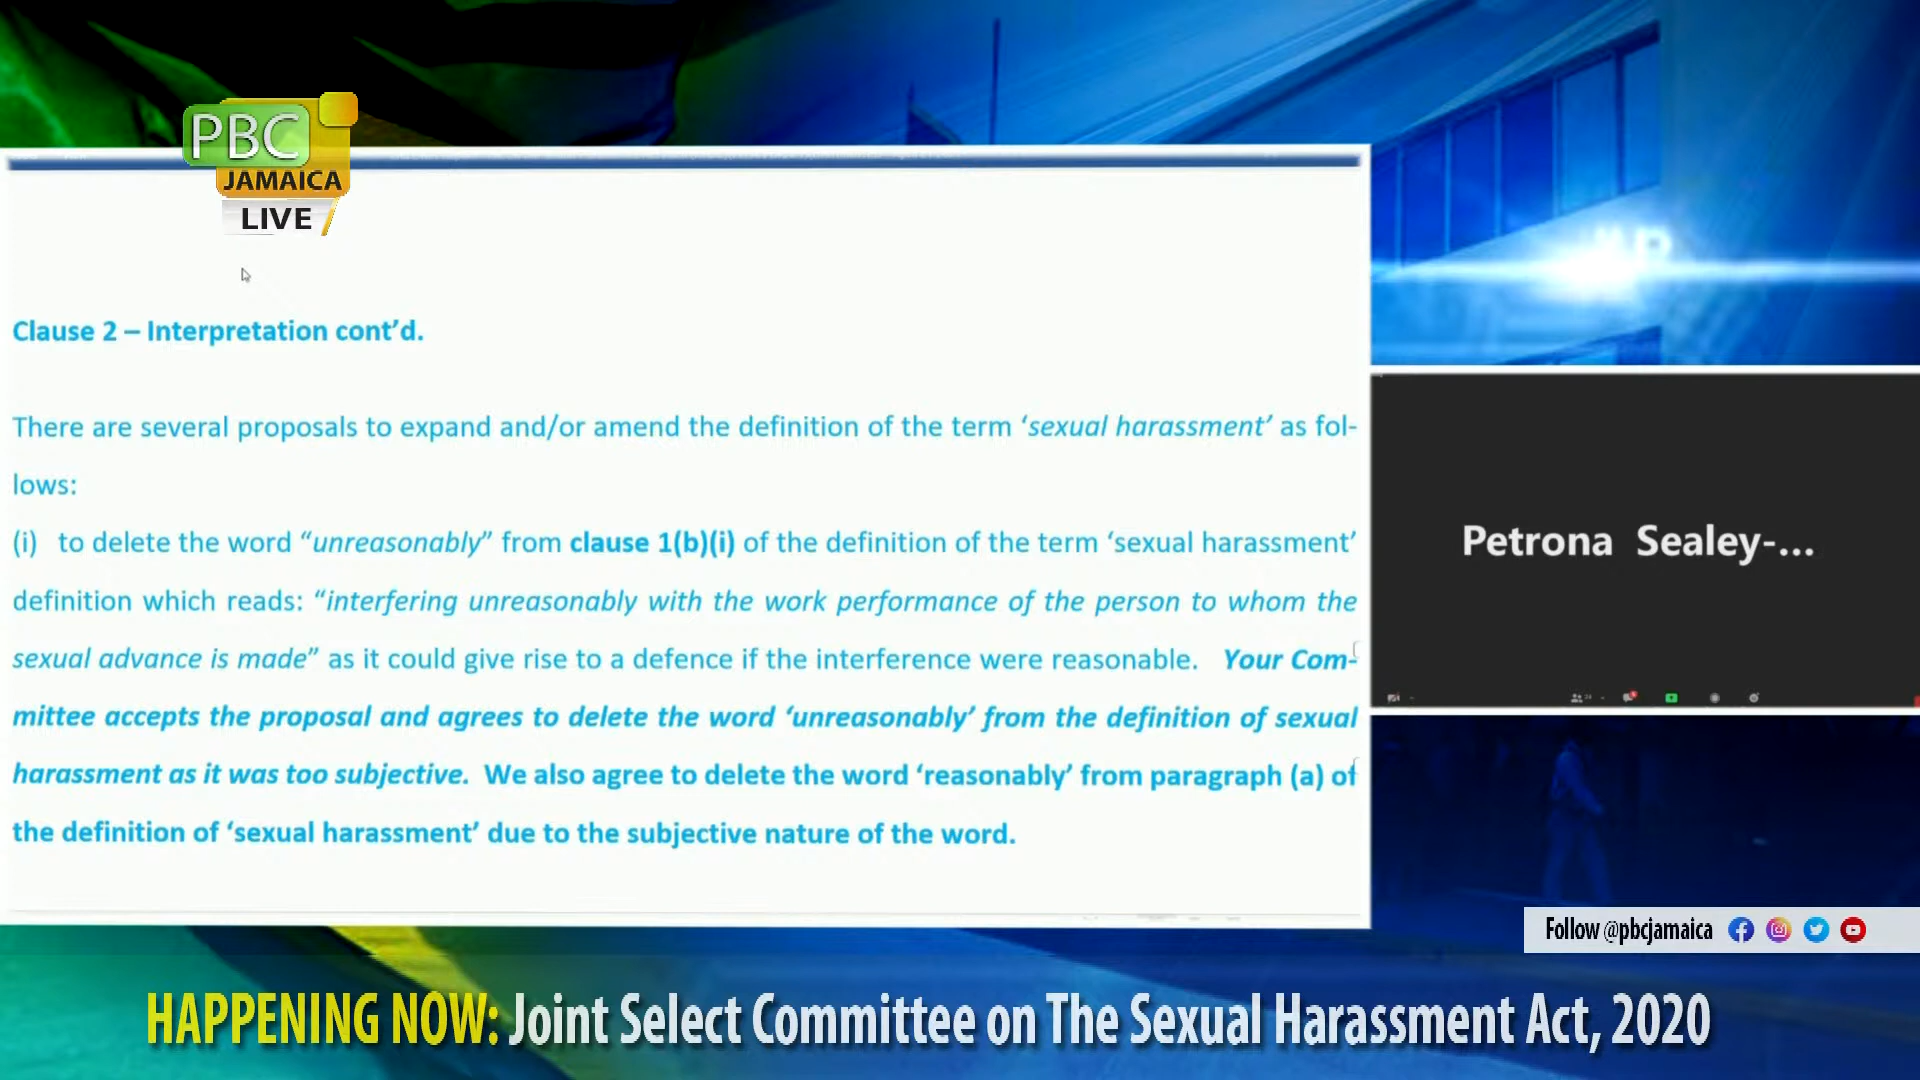 PBC
JAMAICA
LIVE
Clause 2 – Interpretation cont’d.
There are several proposals to expand and/or amend the definition of the term ‘sexual harassment’ as fol-
lows:
(i) to delete the word “unreasonably” from clause 1(b)(i) of the definition of the term ‘sexual harassment’
definition which reads: “interfering unreasonably with the work performance of the person to whom the
sexual advance is made” as it could give rise to a defence if the interference were reasonable. Your Com-
mittee accepts the proposal and agrees to delete the word ‘unreasonably’ from the definition of sexual
harassment as it was too subjective. We also agree to delete the word ‘reasonably’ from paragraph (a) of
the definition of ‘sexual harassment’ due to the subjective nature of the word.
Petrona Sealey-...
Follow @pbcjamaica
HAPPENING NOW: Joint Select Committee on The Sexual Harassment Act, 2020